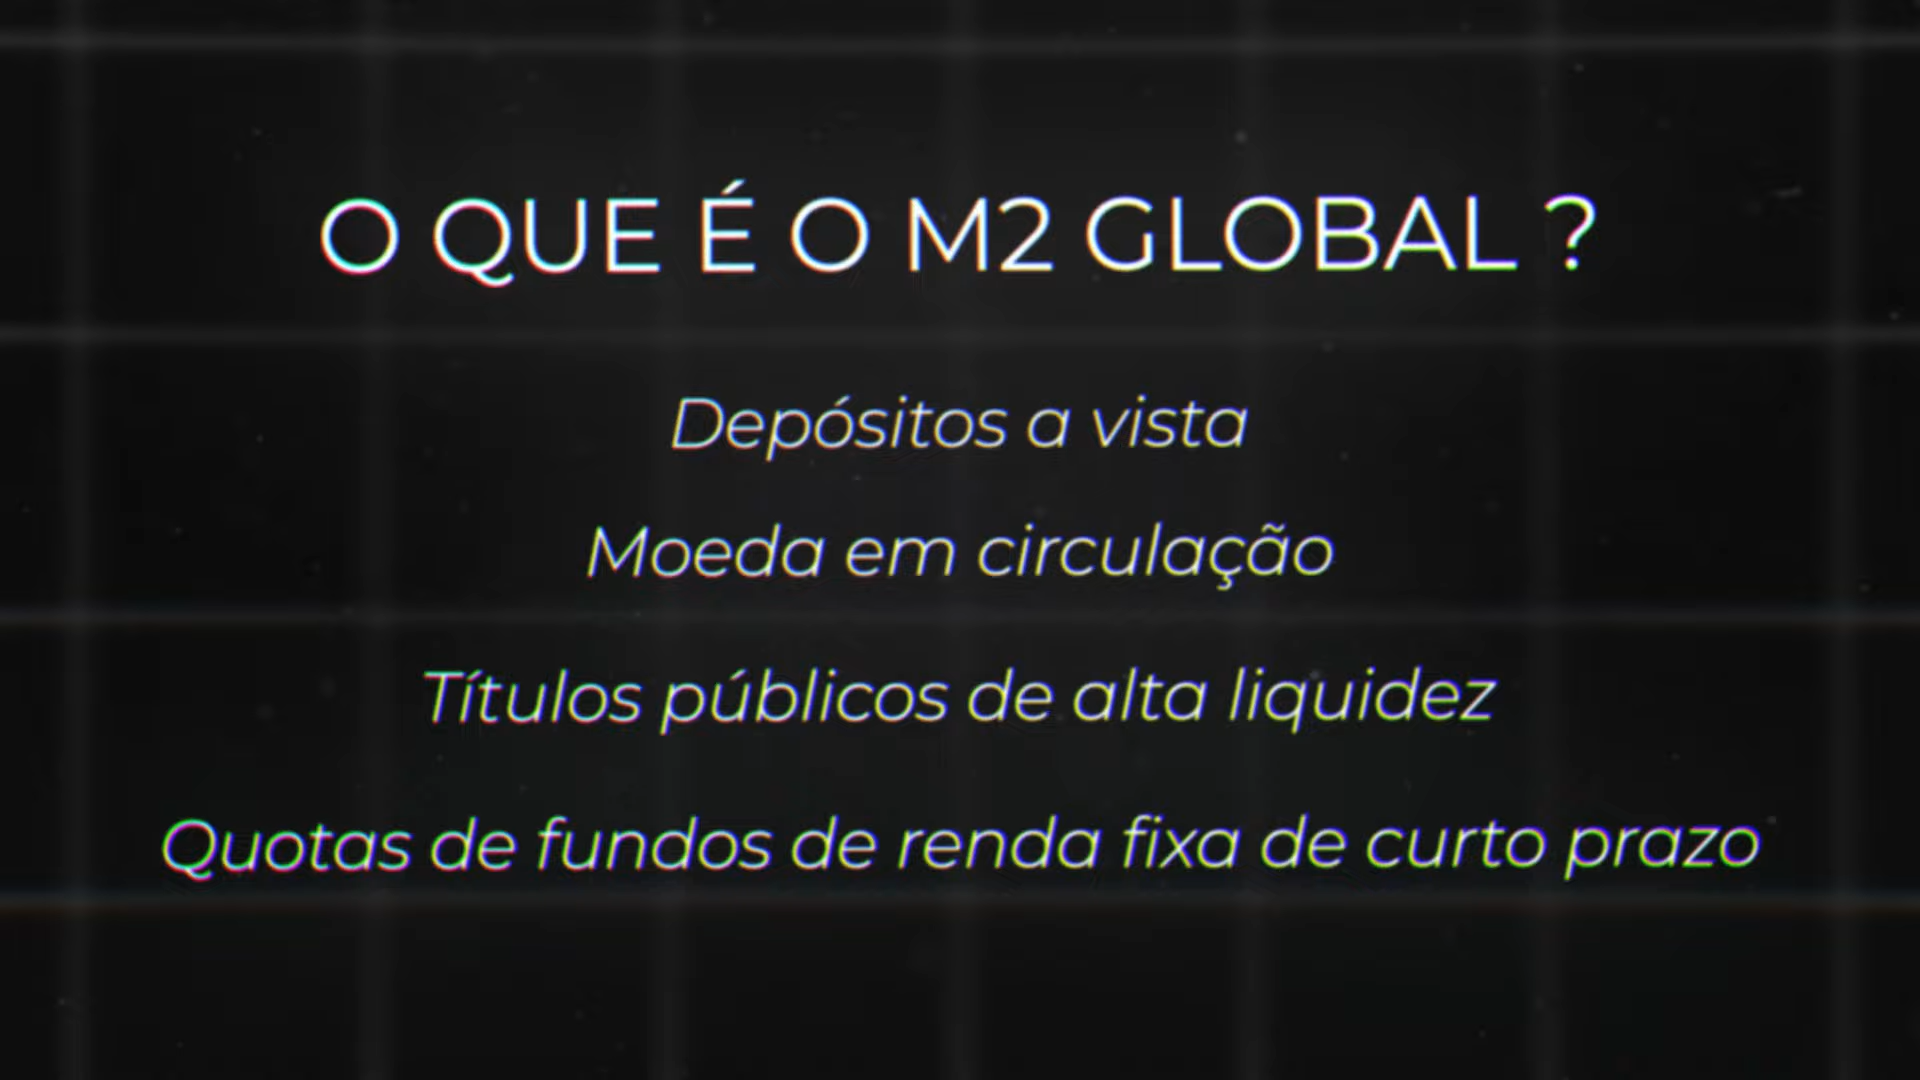 O QUE É O M2 GLOBAL ?
Depósitos a vista
Moeda em circulação
Títulos públicos de alta liquidez
Quotas de fundos de renda fixa de curto prazo